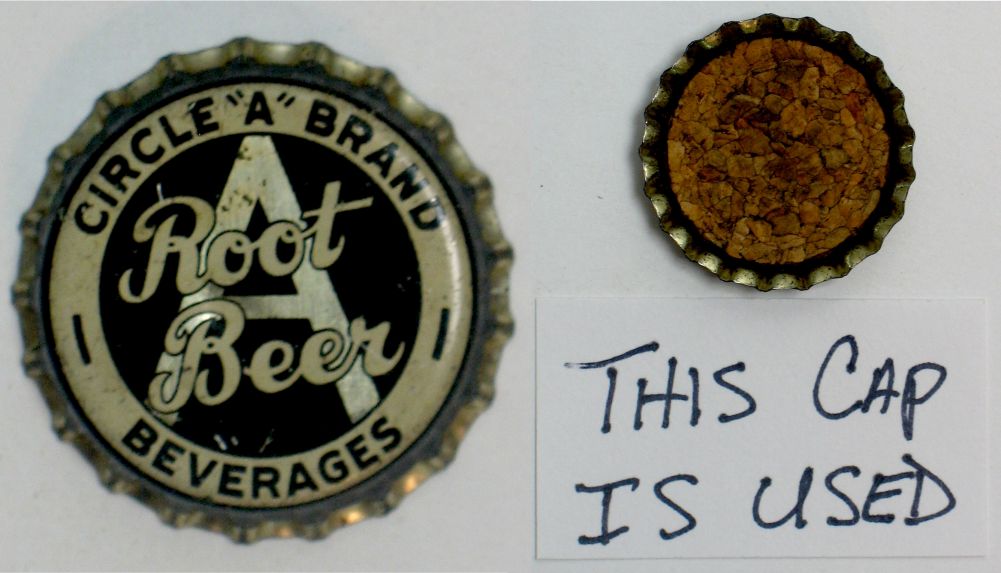 CIRCLE "A" BRAND
A
Root
Beer
BEVERAGES
THIS CAP
IS USED